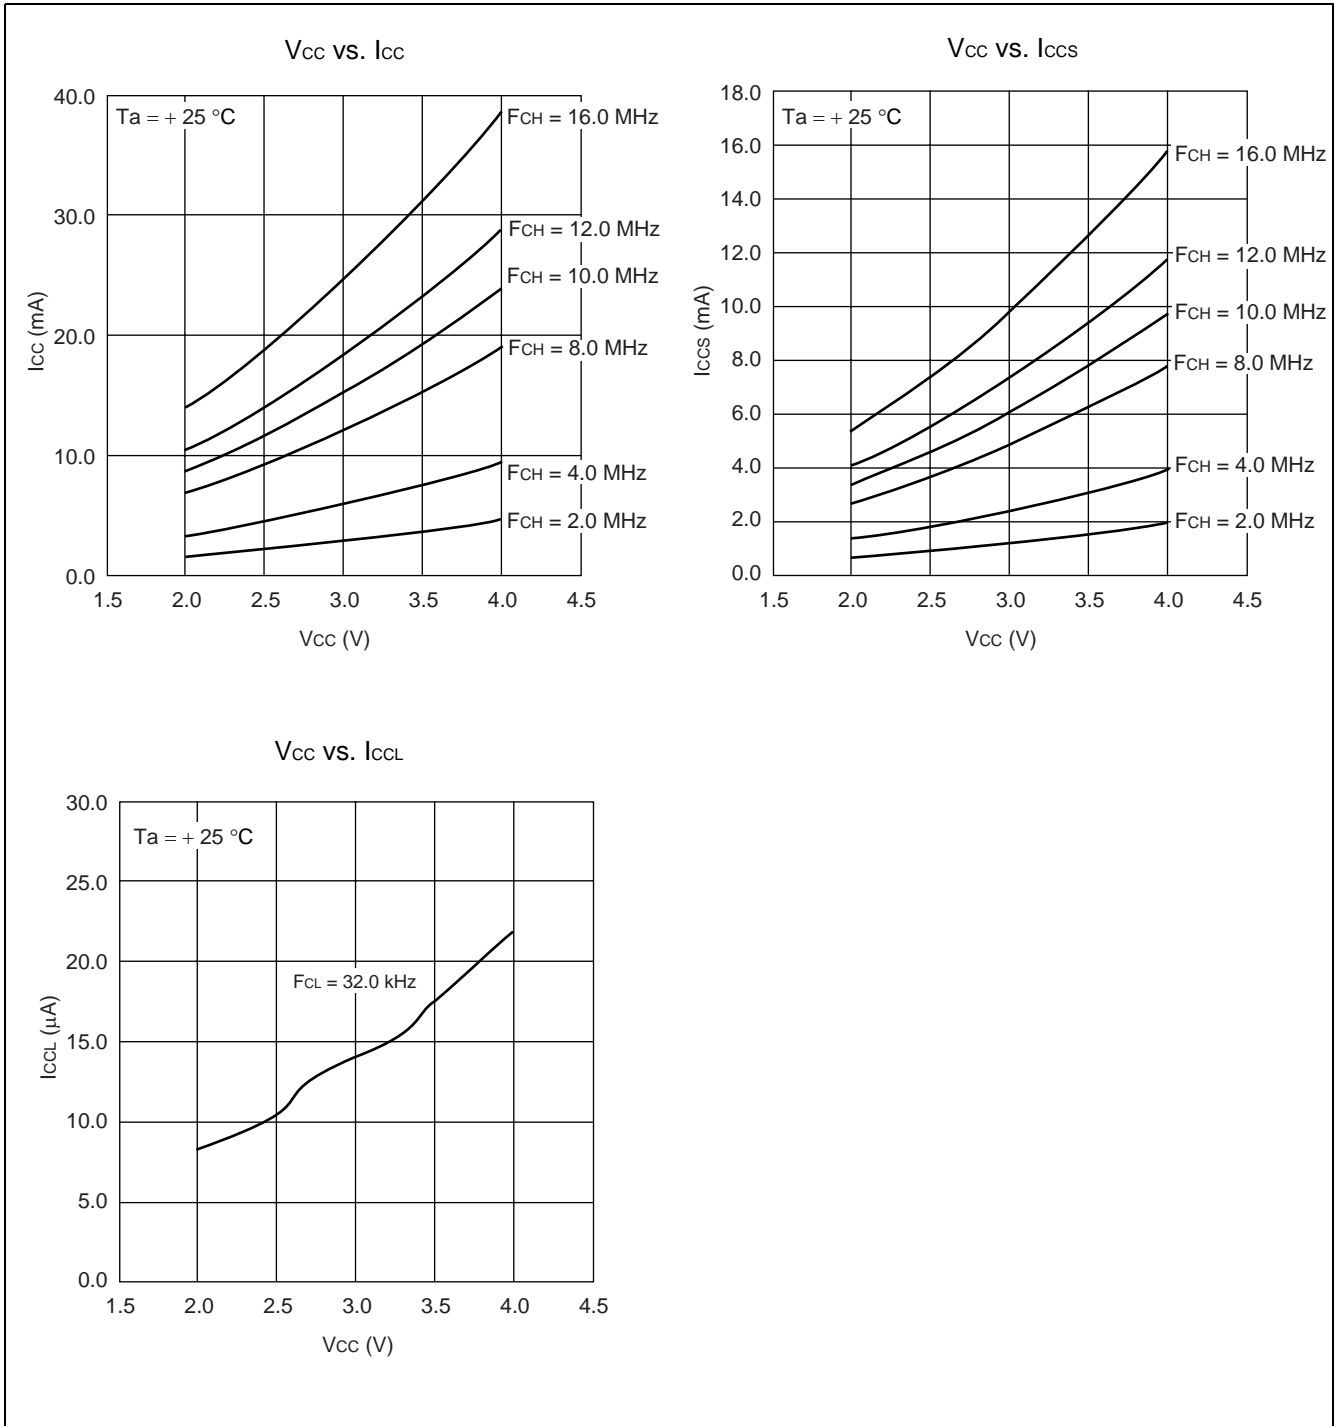 VCC vs. ICC
40.0
30.0
20.0
10.0
0.0
ICC (mA)
Ta = + 25 °C
FCH = 16.0 MHz
FCH = 12.0 MHz
FCH = 10.0 MHz
FCH = 8.0 MHz
FCH = 4.0 MHz
FCH = 2.0 MHz
1.5 2.0 2.5 3.0 3.5 4.0 4.5
VCC (V)
VCC vs. ICCS
18.0
16.0
14.0
12.0
10.0
8.0
6.0
4.0
2.0
0.0
ICCS (mA)
Ta = + 25 °C
FCH = 16.0 MHz
FCH = 12.0 MHz
FCH = 10.0 MHz
FCH = 8.0 MHz
FCH = 4.0 MHz
FCH = 2.0 MHz
1.5 2.0 2.5 3.0 3.5 4.0 4.5
VCC (V)
VCC vs. ICCL
30.0
25.0
20.0
15.0
10.0
5.0
0.0
ICCL (μA)
Ta = + 25 °C
FCL = 32.0 kHz
1.5 2.0 2.5 3.0 3.5 4.0 4.5
VCC (V)